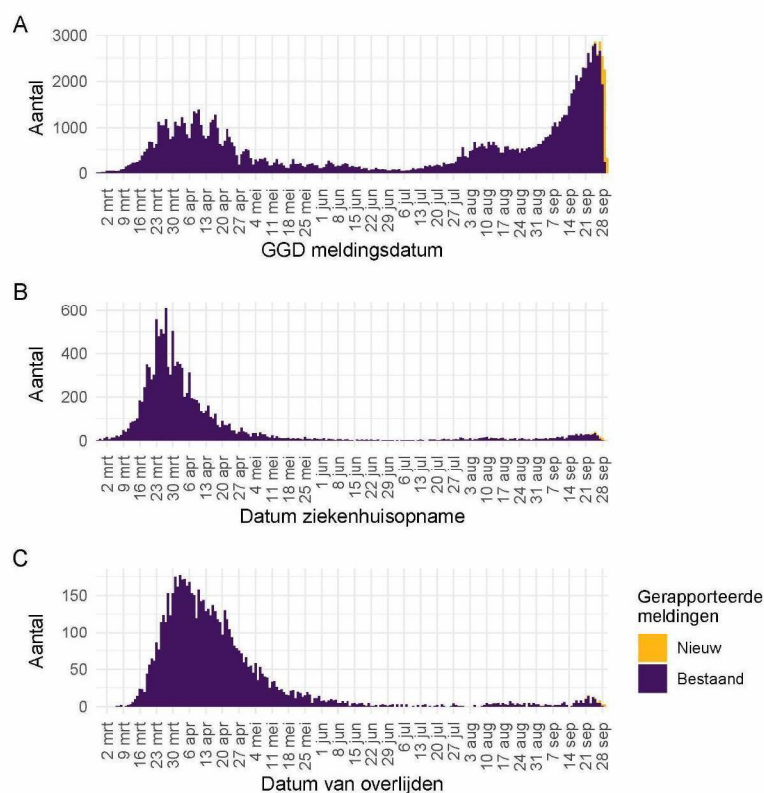 A
3000
2000
1000
0
Aantal
2 mrt
9 mrt
16 mrt
23 mrt
30 mrt
6 apr
13 apr
20 apr
27 apr
4 mei
11 mei
18 mei
25 mei
1 jun
8 jun
15 jun
22 jun
29 jun
6 jul
13 jul
20 jul
27 jul
3 aug
10 aug
17 aug
24 aug
31 aug
7 sep
14 sep
21 sep
28 sep
GGD meldingsdatum
B
600
400
200
0
Aantal
2 mrt
9 mrt
16 mrt
23 mrt
30 mrt
6 apr
13 apr
20 apr
27 apr
4 mei
11 mei
18 mei
25 mei
1 jun
8 jun
15 jun
22 jun
29 jun
6 jul
13 jul
20 jul
27 jul
3 aug
10 aug
17 aug
24 aug
31 aug
7 sep
14 sep
21 sep
28 sep
Datum ziekenhuisopname
C
150
100
50
0
Aantal
2 mrt
9 mrt
16 mrt
23 mrt
30 mrt
6 apr
13 apr
20 apr
27 apr
4 mei
11 mei
18 mei
25 mei
1 jun
8 jun
15 jun
22 jun
29 jun
6 jul
13 jul
20 jul
27 jul
3 aug
10 aug
17 aug
24 aug
31 aug
7 sep
14 sep
21 sep
28 sep
Datum van overlijden
Gerapporteerde
meldingen
Nieuw
Bestaand